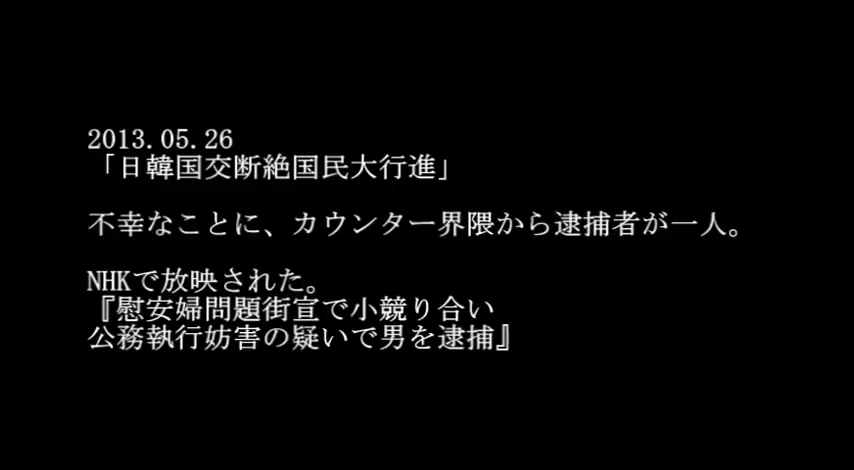 2013.05.26
「日韓国交断絶国民大行進」
不幸なことに、カウンター界隈から逮捕者が一人。
NHKで放映された。
『慰安婦問題街宣で小競り合い
公務執行妨害の疑いで男を逮捕』